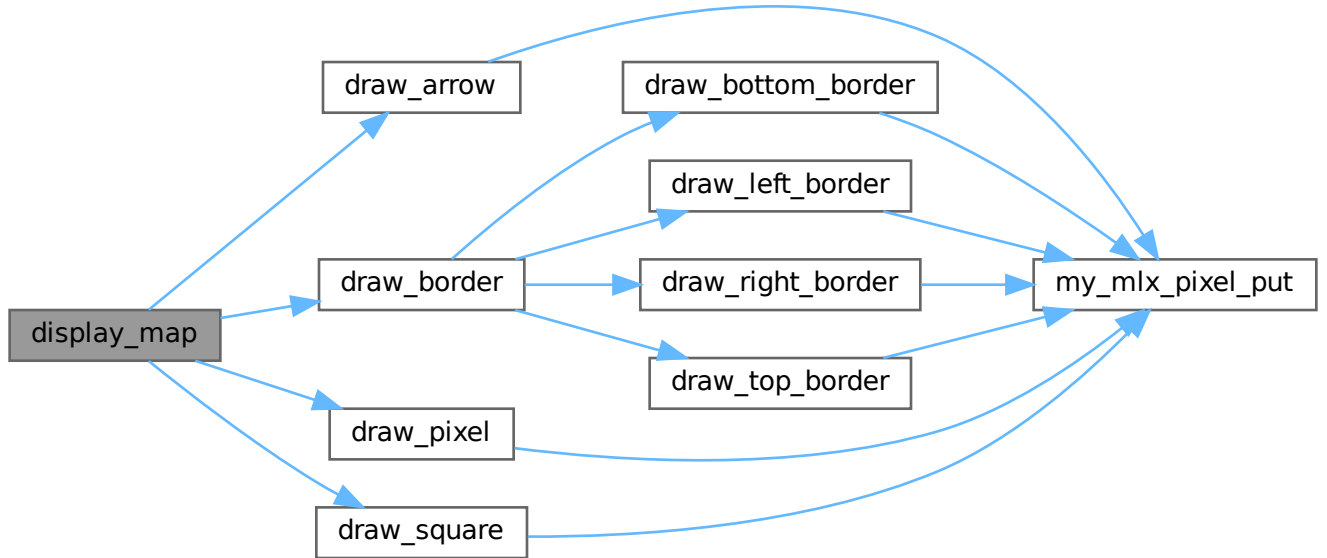 draw_arrow
draw_bottom_border
draw_left_border
draw_border
draw_right_border
my_mlx_pixel_put
display_map
draw_top_border
draw_pixel
draw_square